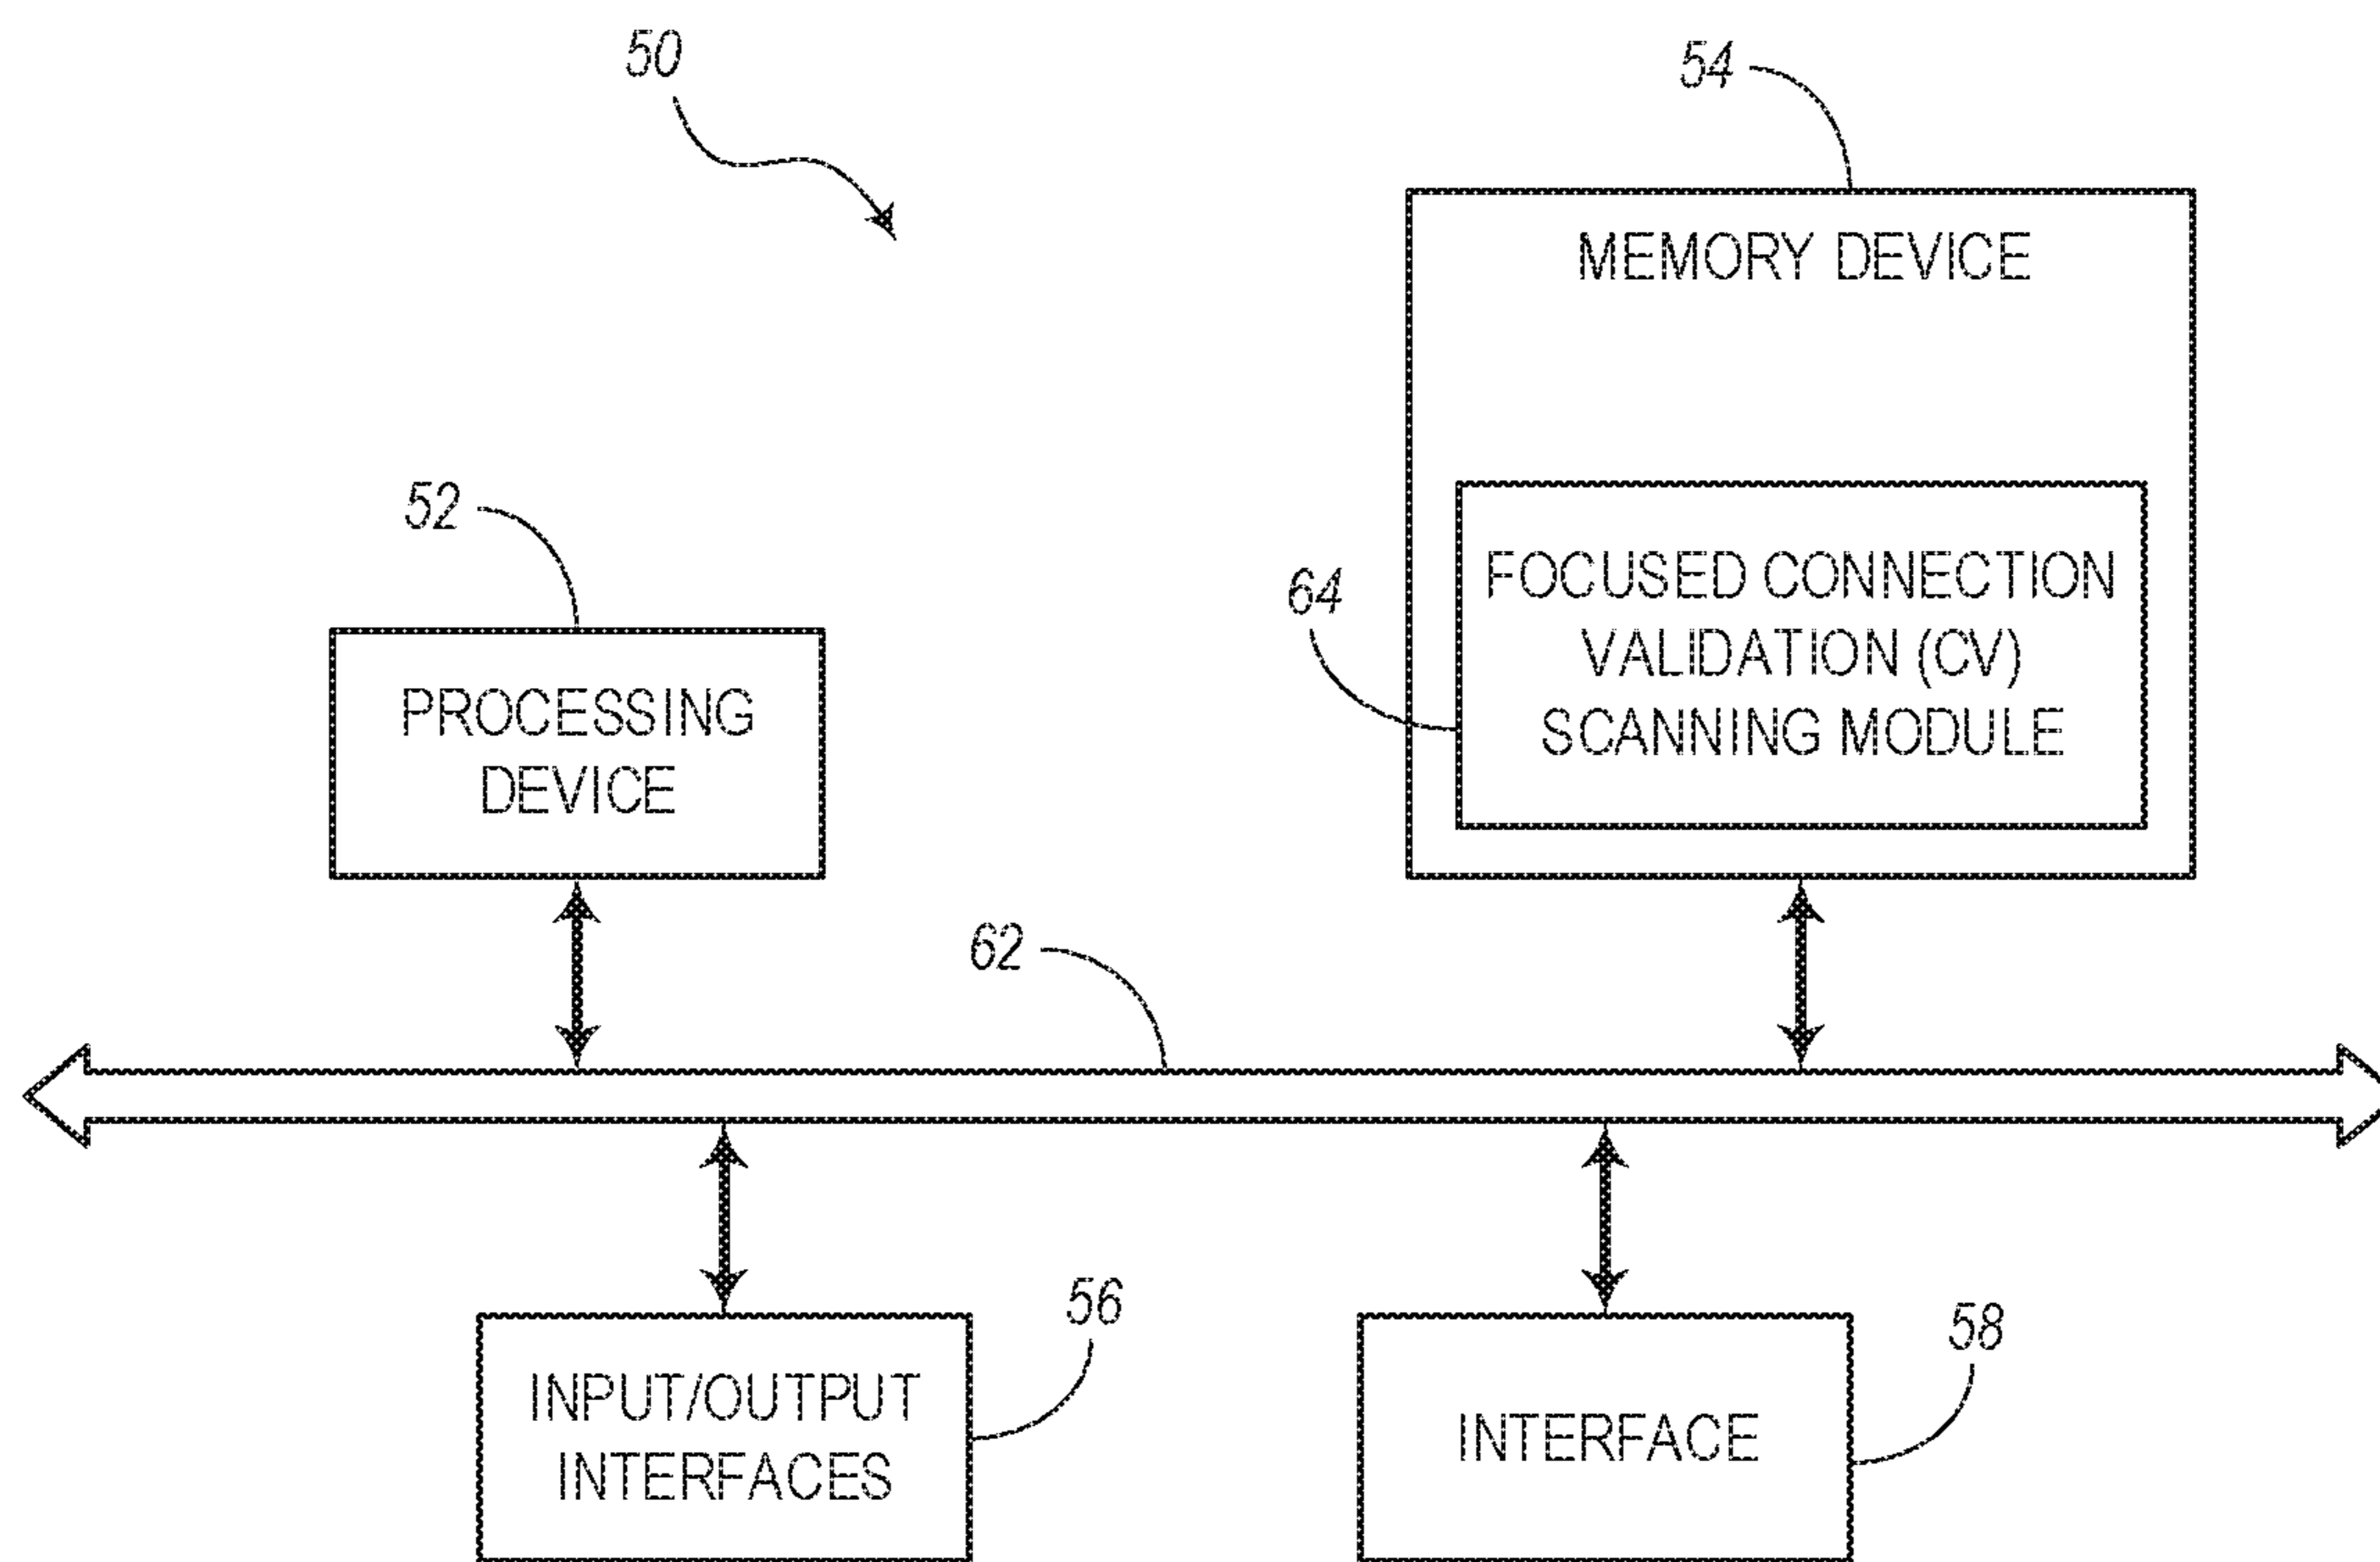 50
54
MEMORY DEVICE
52
64
FOCUSED CONNECTION
VALIDATION (CV)
SCANNING MODULE
PROCESSING
DEVICE
62
56
58
INPUT/OUTPUT
INTERFACES
INTERFACE